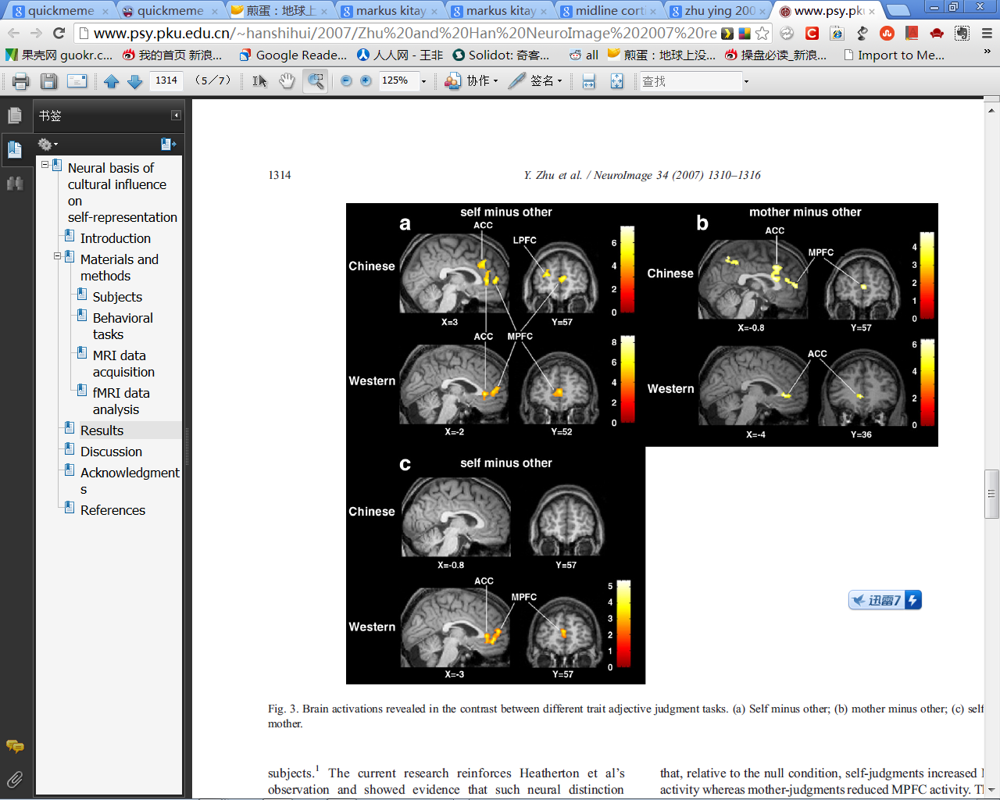 quickmeme
quickmeme
煎蛋：地球上
markus kitay
markus kitay
midline corti
zhu ying 200
www.psy.pk
www.psy.pku.edu.cn/~hanshihui/2007/Zhu%20and%20Han%20NeuroImage%202007%20re
果壳网 guokr.c...
我的首页 新浪...
Google Reade...
人人网 - 王非
Solidot: 奇客...
all
煎蛋：地球上没...
操盘必读_新浪...
Import to Me...
»
1314
(5/7)
125%
协作
签名
查找
书签
Neural basis of
cultural influence
on
self-representation
Introduction
Materials and
methods
Subjects
Behavioral
tasks
MRI data
acquisition
fMRI data
analysis
Results
Discussion
Acknowledgment
s
References
1314
Y. Zhu et al. / NeuroImage 34 (2007) 1310–1316
a
self minus other
ACC
LPFC
Chinese
6
4
2
0
X=3
Y=57
ACC
MPFC
Western
8
6
4
2
0
X=-2
Y=52
b
mother minus other
ACC
MPFC
Chinese
4
3
2
1
0
X=-0.8
Y=57
ACC
Western
6
4
2
0
X=-4
Y=36
c
self minus other
Chinese
X=-0.8
Y=57
ACC
MPFC
Western
5
4
3
2
1
0
X=-3
Y=57
迅雷7
Fig. 3. Brain activations revealed in the contrast between different trait adjective judgment tasks. (a) Self minus other; (b) mother minus other; (c) self
mother.
subjects.1 The current research reinforces Heatherton et al's
observation and showed evidence that such neural distinction
that, relative to the null condition, self-judgments increased
activity whereas mother-judgments reduced MPFC activity.